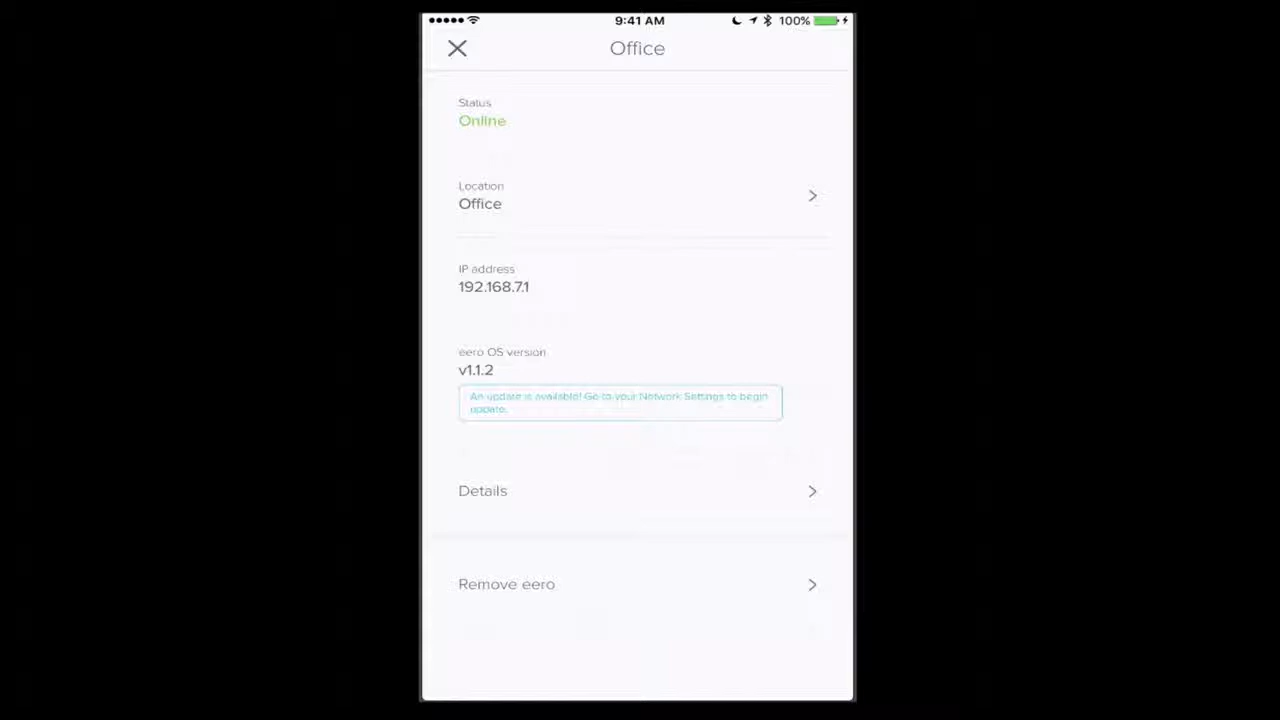 9:41 AM 100%
Office
Status
Online
Location
Office
IP address
192.168.7.1
eero OS version
v1.1.2
An update is available! Go to your Network Settings to begin
update.
Details
Remove eero